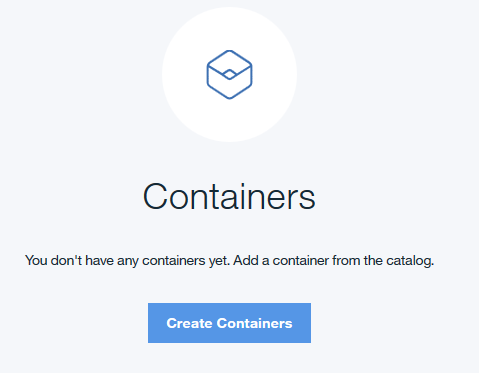 Containers
You don't have any containers yet. Add a container from the catalog.
Create Containers